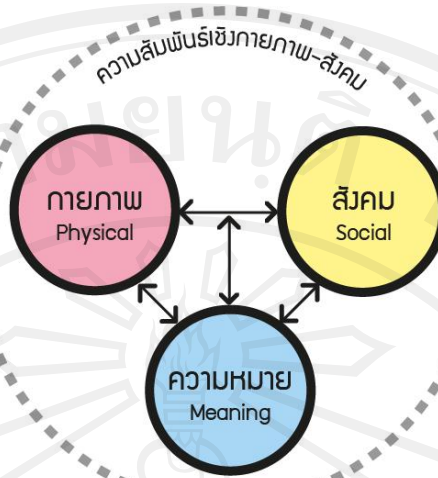 ความสัมพันธ์เชิงกายภาพ-สังคม
กายภาพ
Physical
สังคม
Social
ความหมาย
Meaning